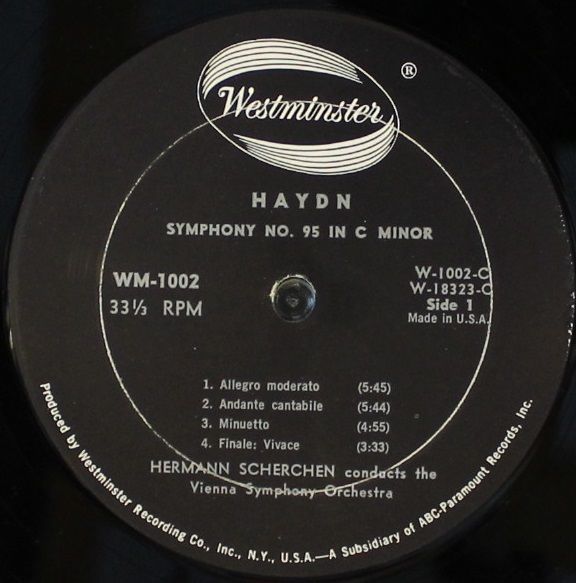 Westminster ®
HAYDN
SYMPHONY NO. 95 IN C MINOR
WM-1002
33⅓ RPM
W-1002-C
W-18323-C
Side 1
Made in U.S.A.
1. Allegro moderato (5:45)
2. Andante cantabile (5:44)
3. Minuetto (4:55)
4. Finale: Vivace (3:33)
HERMANN SCHERCHEN conducts the
Vienna Symphony Orchestra
Produced by Westminster Recording Co., Inc., N.Y., U.S.A.—A Subsidiary of ABC-Paramount Records, Inc.